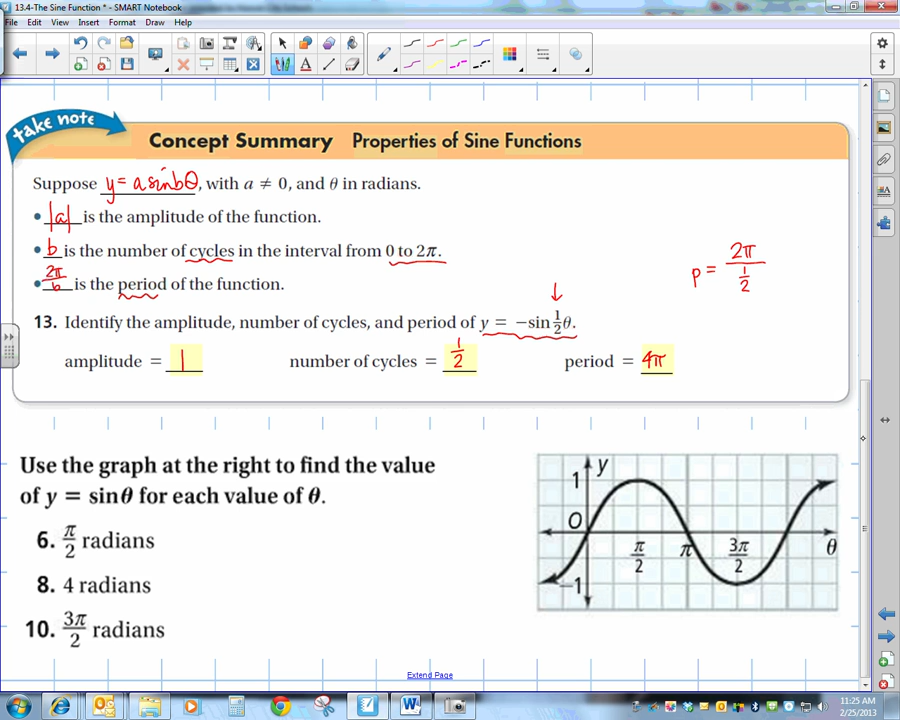 13.4-The Sine Function * - SMART Notebook
File Edit View Insert Format Draw Help
take note
Concept Summary Properties of Sine Functions
Suppose y = a sin bθ, with a ≠ 0, and θ in radians.
• |a| is the amplitude of the function.
• b is the number of cycles in the interval from 0 to 2π.
• 2π/b is the period of the function.
p = 2π/(1/2)
13. Identify the amplitude, number of cycles, and period of y = −sin 1/2 θ.
amplitude = 1 number of cycles = 1/2 period = 4π
Use the graph at the right to find the value
of y = sin θ for each value of θ.
6. π/2 radians
8. 4 radians
10. 3π/2 radians
1 y
0
π/2 π 3π/2 θ
−1
Extend Page
11:25 AM
2/25/2013